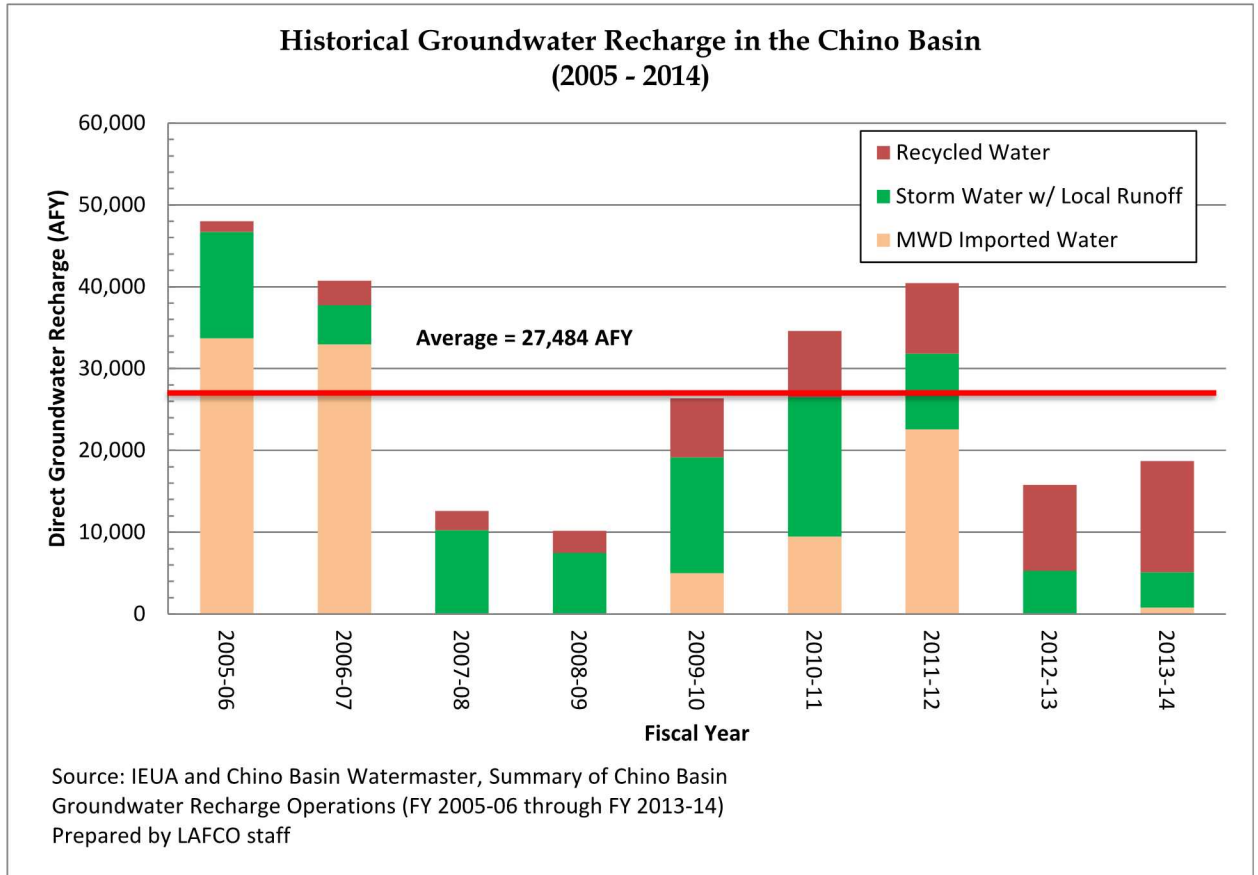 Historical Groundwater Recharge in the Chino Basin
(2005 - 2014)
60,000
50,000
40,000
30,000
20,000
10,000
0
Direct Groundwater Recharge (AFY)
Recycled Water
Storm Water w/ Local Runoff
MWD Imported Water
Average = 27,484 AFY
2005-06
2006-07
2007-08
2008-09
2009-10
2010-11
2011-12
2012-13
2013-14
Fiscal Year
Source: IEUA and Chino Basin Watermaster, Summary of Chino Basin
Groundwater Recharge Operations (FY 2005-06 through FY 2013-14)
Prepared by LAFCO staff